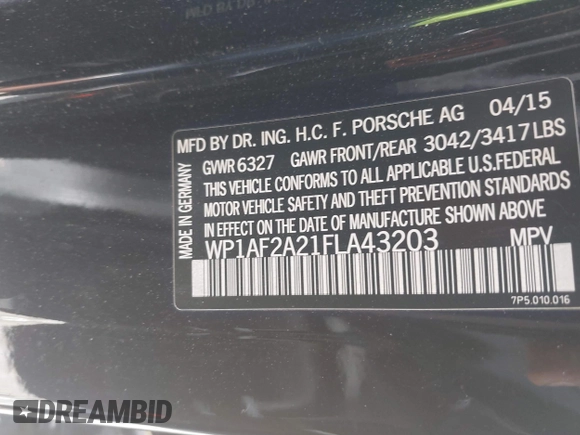 MFD BY DR. ING. H.C. F. PORSCHE AG 04/15
GVWR 6327 GAWR FRONT/REAR 3042/3417LBS
THIS VEHICLE CONFORMS TO ALL APPLICABLE U.S.FEDERAL
MOTOR VEHICLE SAFETY AND THEFT PREVENTION STANDARDS
IN EFFECT ON THE DATE OF MANUFACTURE SHOWN ABOVE
WP1AF2A21FLA43203 MPV
7P5.010.016
MADE IN GERMANY
DREAMBID